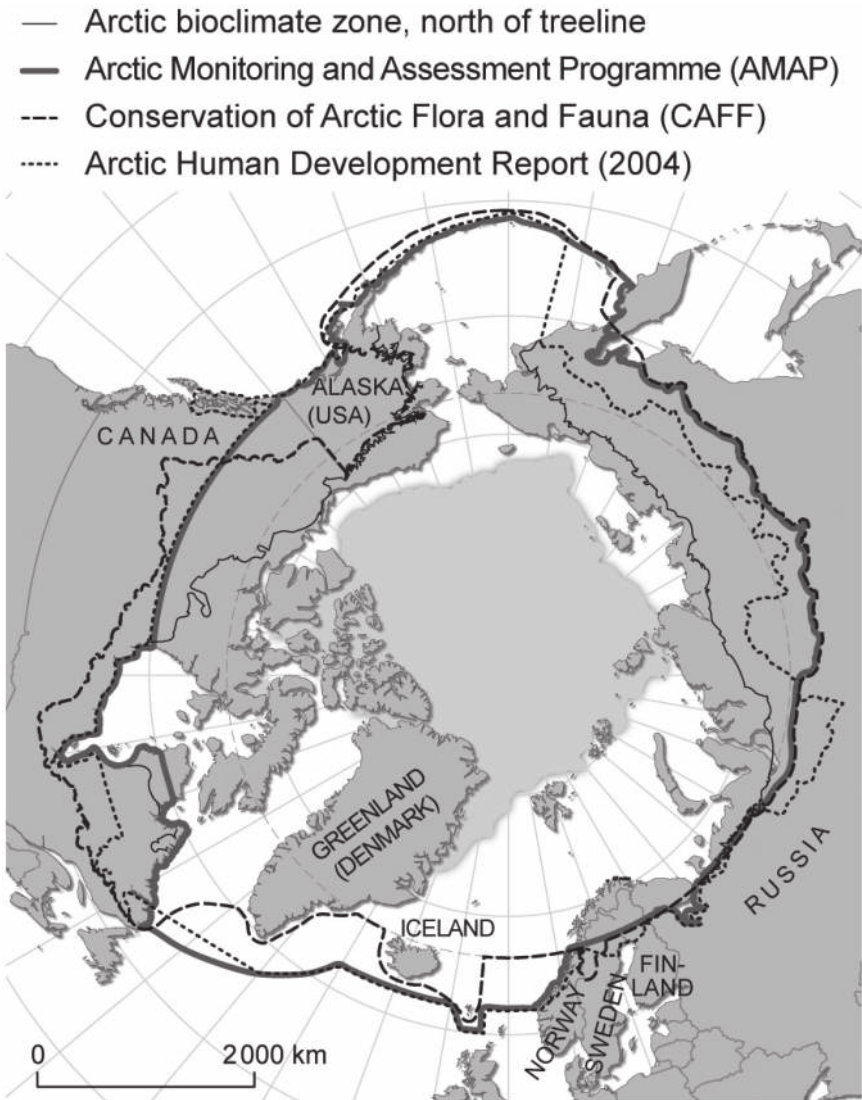 Arctic bioclimate zone, north of treeline
Arctic Monitoring and Assessment Programme (AMAP)
Conservation of Arctic Flora and Fauna (CAFF)
Arctic Human Development Report (2004)
ALASKA
(USA)
CANADA
GREENLAND
(DENMARK)
RUSSIA
ICELAND
FIN-
LAND
NORWAY
SWEDEN
0 2000 km